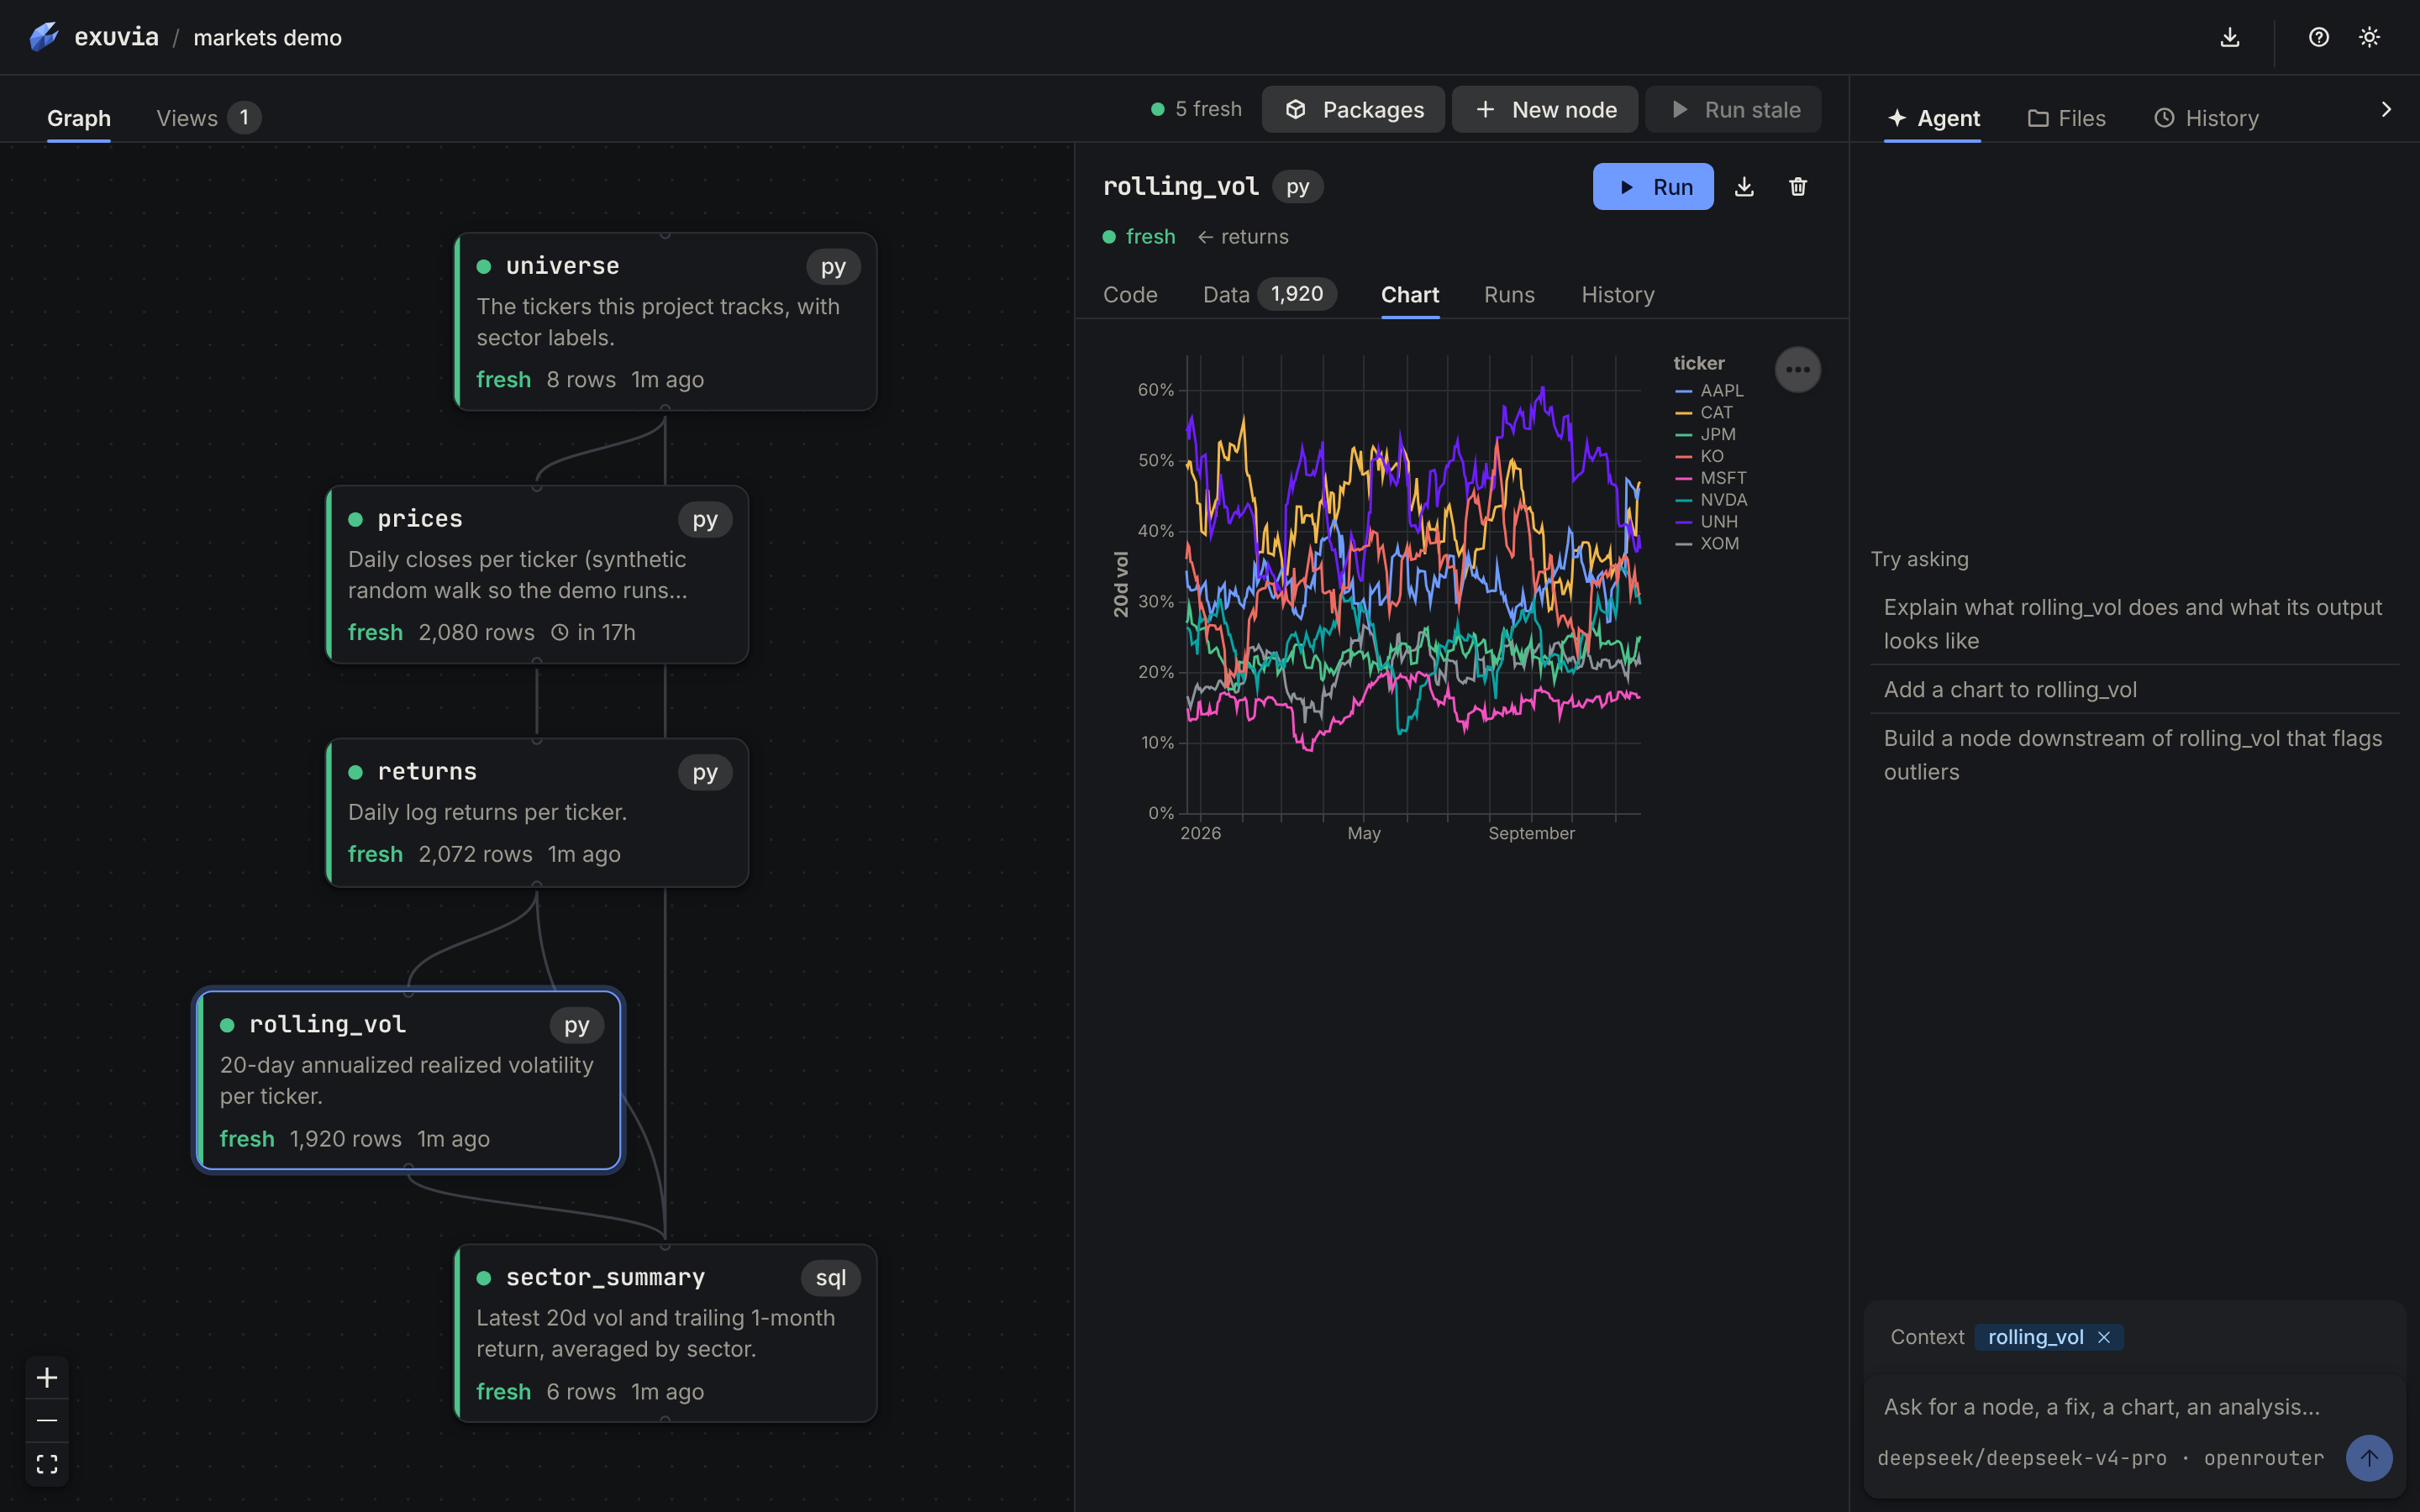 exuvia / markets demo
Graph
Views 1
5 fresh
Packages
New node
Run stale
Agent
Files
History
universe
py
The tickers this project tracks, with
sector labels.
fresh 8 rows 1m ago
prices
py
Daily closes per ticker (synthetic
random walk so the demo runs...
fresh 2,080 rows in 17h
returns
py
Daily log returns per ticker.
fresh 2,072 rows 1m ago
rolling_vol
py
20-day annualized realized volatility
per ticker.
fresh 1,920 rows 1m ago
sector_summary
sql
Latest 20d vol and trailing 1-month
return, averaged by sector.
fresh 6 rows 1m ago
rolling_vol py
Run
fresh ← returns
Code
Data 1,920
Chart
Runs
History
60%
50%
40%
30%
20%
10%
0%
20d vol
2026
May
September
ticker
AAPL
CAT
JPM
KO
MSFT
NVDA
UNH
XOM
Try asking
Explain what rolling_vol does and what its output
looks like
Add a chart to rolling_vol
Build a node downstream of rolling_vol that flags
outliers
Context rolling_vol
Ask for a node, a fix, a chart, an analysis...
deepseek/deepseek-v4-pro · openrouter